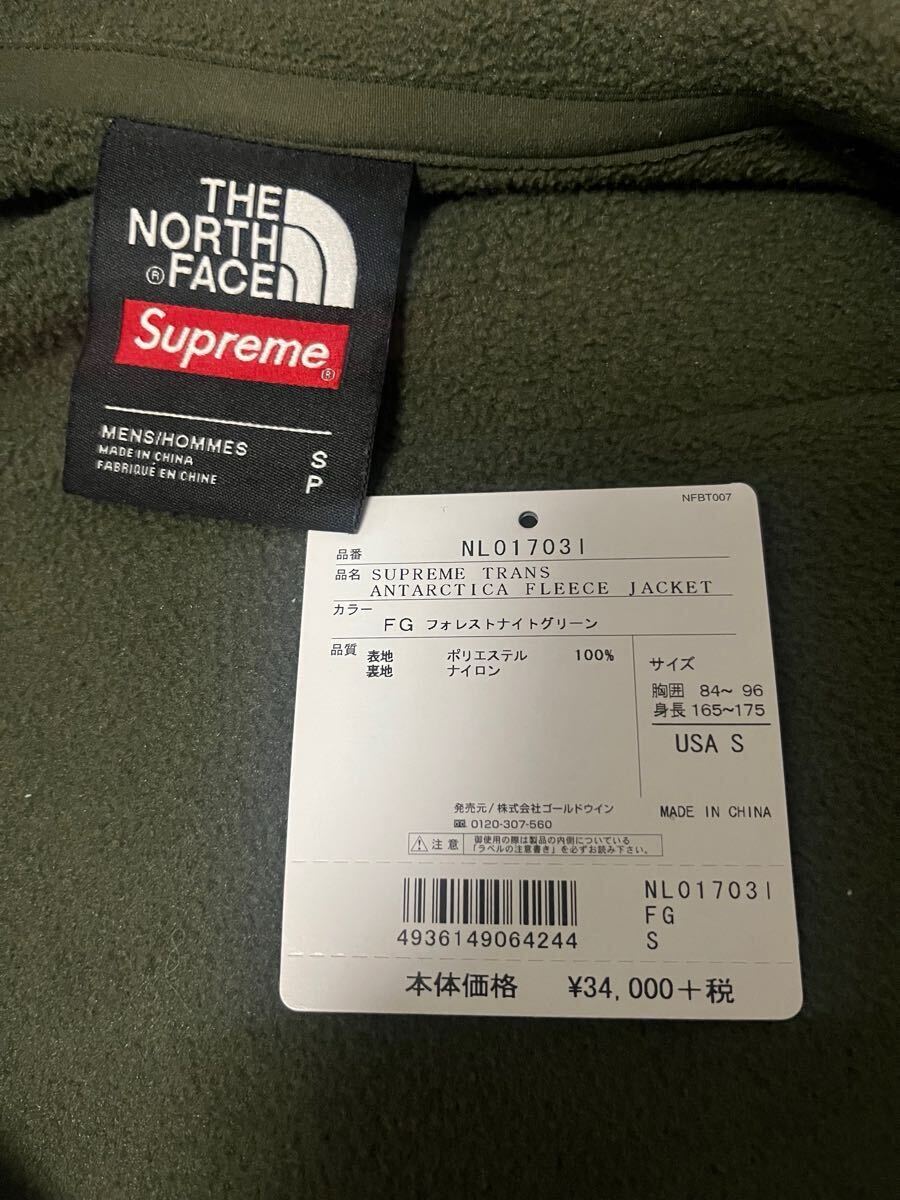 THE
NORTH
®FACE
Supreme®
MENS/HOMMES S
MADE IN CHINA
FABRIQUÉ EN CHINE P
NFBT007
品番 NL01703I
品名 SUPREME TRANS
ANTARCTICA FLEECE JACKET
カラー
FG フォレストナイトグリーン
品質 表地 ポリエステル 100%
裏地 ナイロン
サイズ
胸囲 84~ 96
身長 165~175
USA S
発売元/株式会社ゴールドウイン
0120-307-560
MADE IN CHINA
注意 御使用の際は製品の内側についている
「ラベルの注意書き」を必ずお読み下さい。
4936149064244
NL01703I
FG
S
本体価格 ¥34,000+税